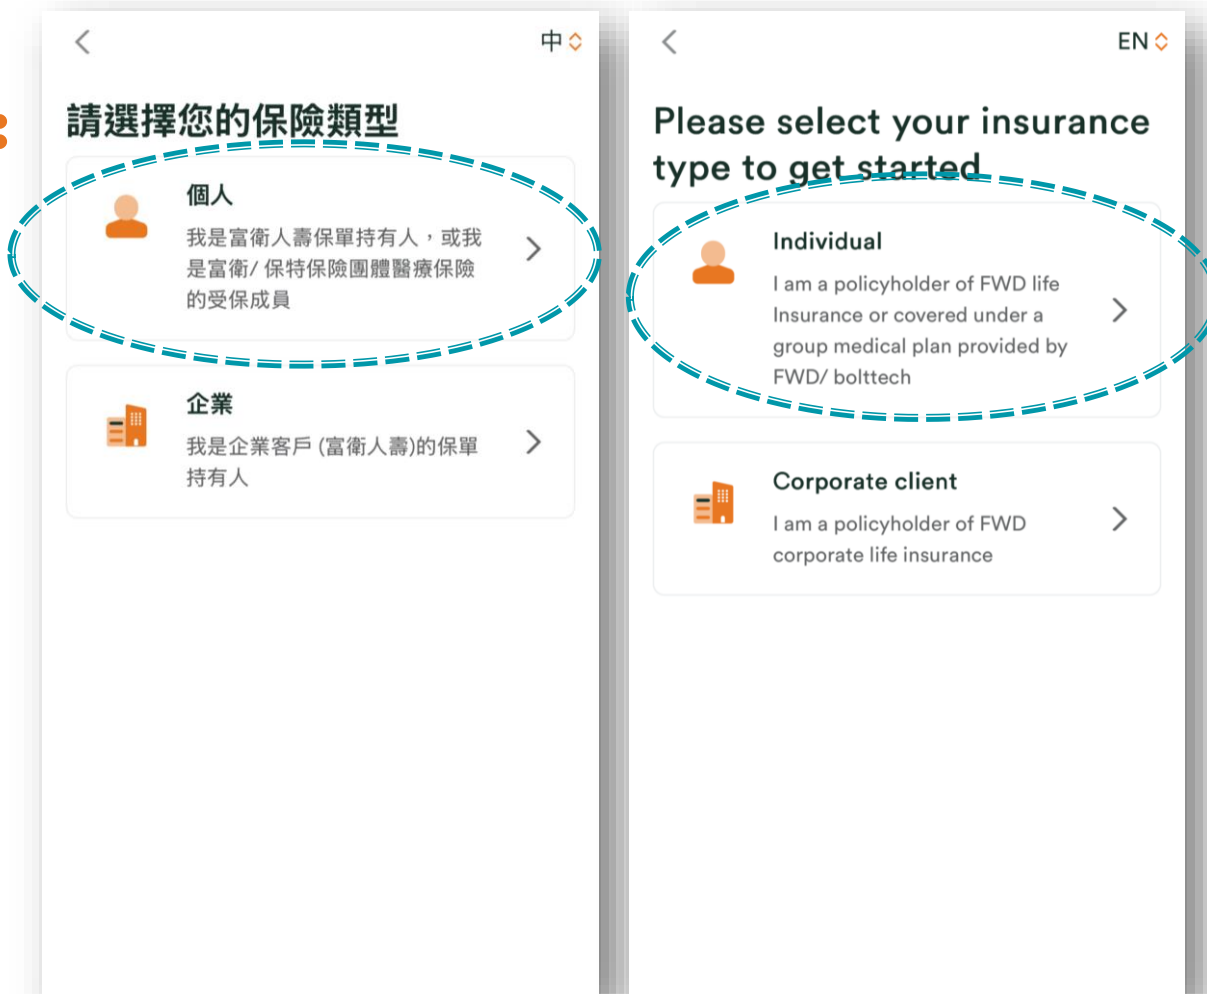 中
請選擇您的保險類型
個人
我是富衛人壽保單持有人，或我
是富衛/ 保特保險團體醫療保險
的受保成員
企業
我是企業客戶 (富衛人壽)的保單
持有人
EN
Please select your insurance
type to get started
Individual
I am a policyholder of FWD life
Insurance or covered under a
group medical plan provided by
FWD/ bolttech
Corporate client
I am a policyholder of FWD
corporate life insurance